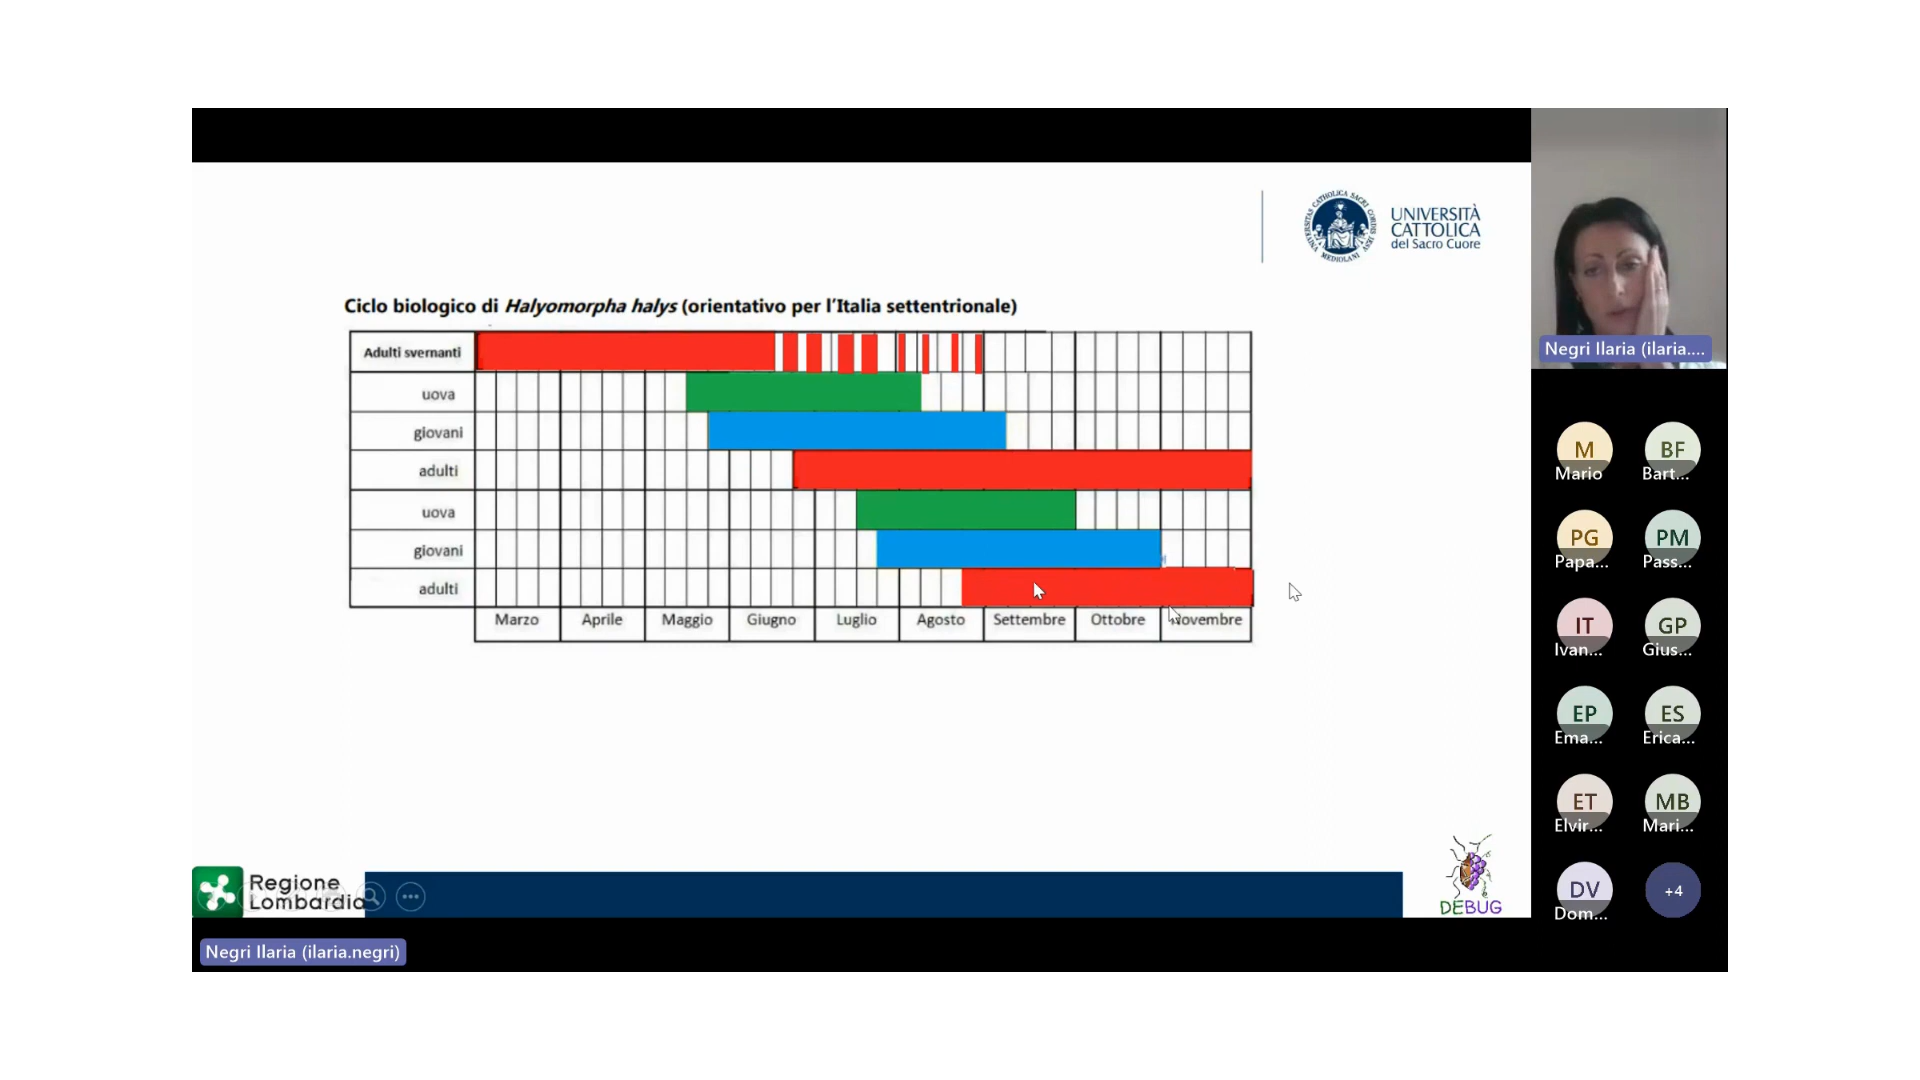 UNIVERSITÀ
CATTOLICA
del Sacro Cuore
Ciclo biologico di Halyomorpha halys (orientativo per l'Italia settentrionale)
Adulti svernanti
uova
giovani
adulti
uova
giovani
adulti
Marzo Aprile Maggio Giugno Luglio Agosto Settembre Ottobre Novembre
Regione
Lombardia
DEBUG
Negri Ilaria (ilaria.negri)
Negri Ilaria (ilaria....
M BF
Mario Bart...
PG PM
Papa... Pass...
IT GP
Ivan... Gius...
EP ES
Ema... Erica...
ET MB
Elvir... Mari...
DV +4
Dom...